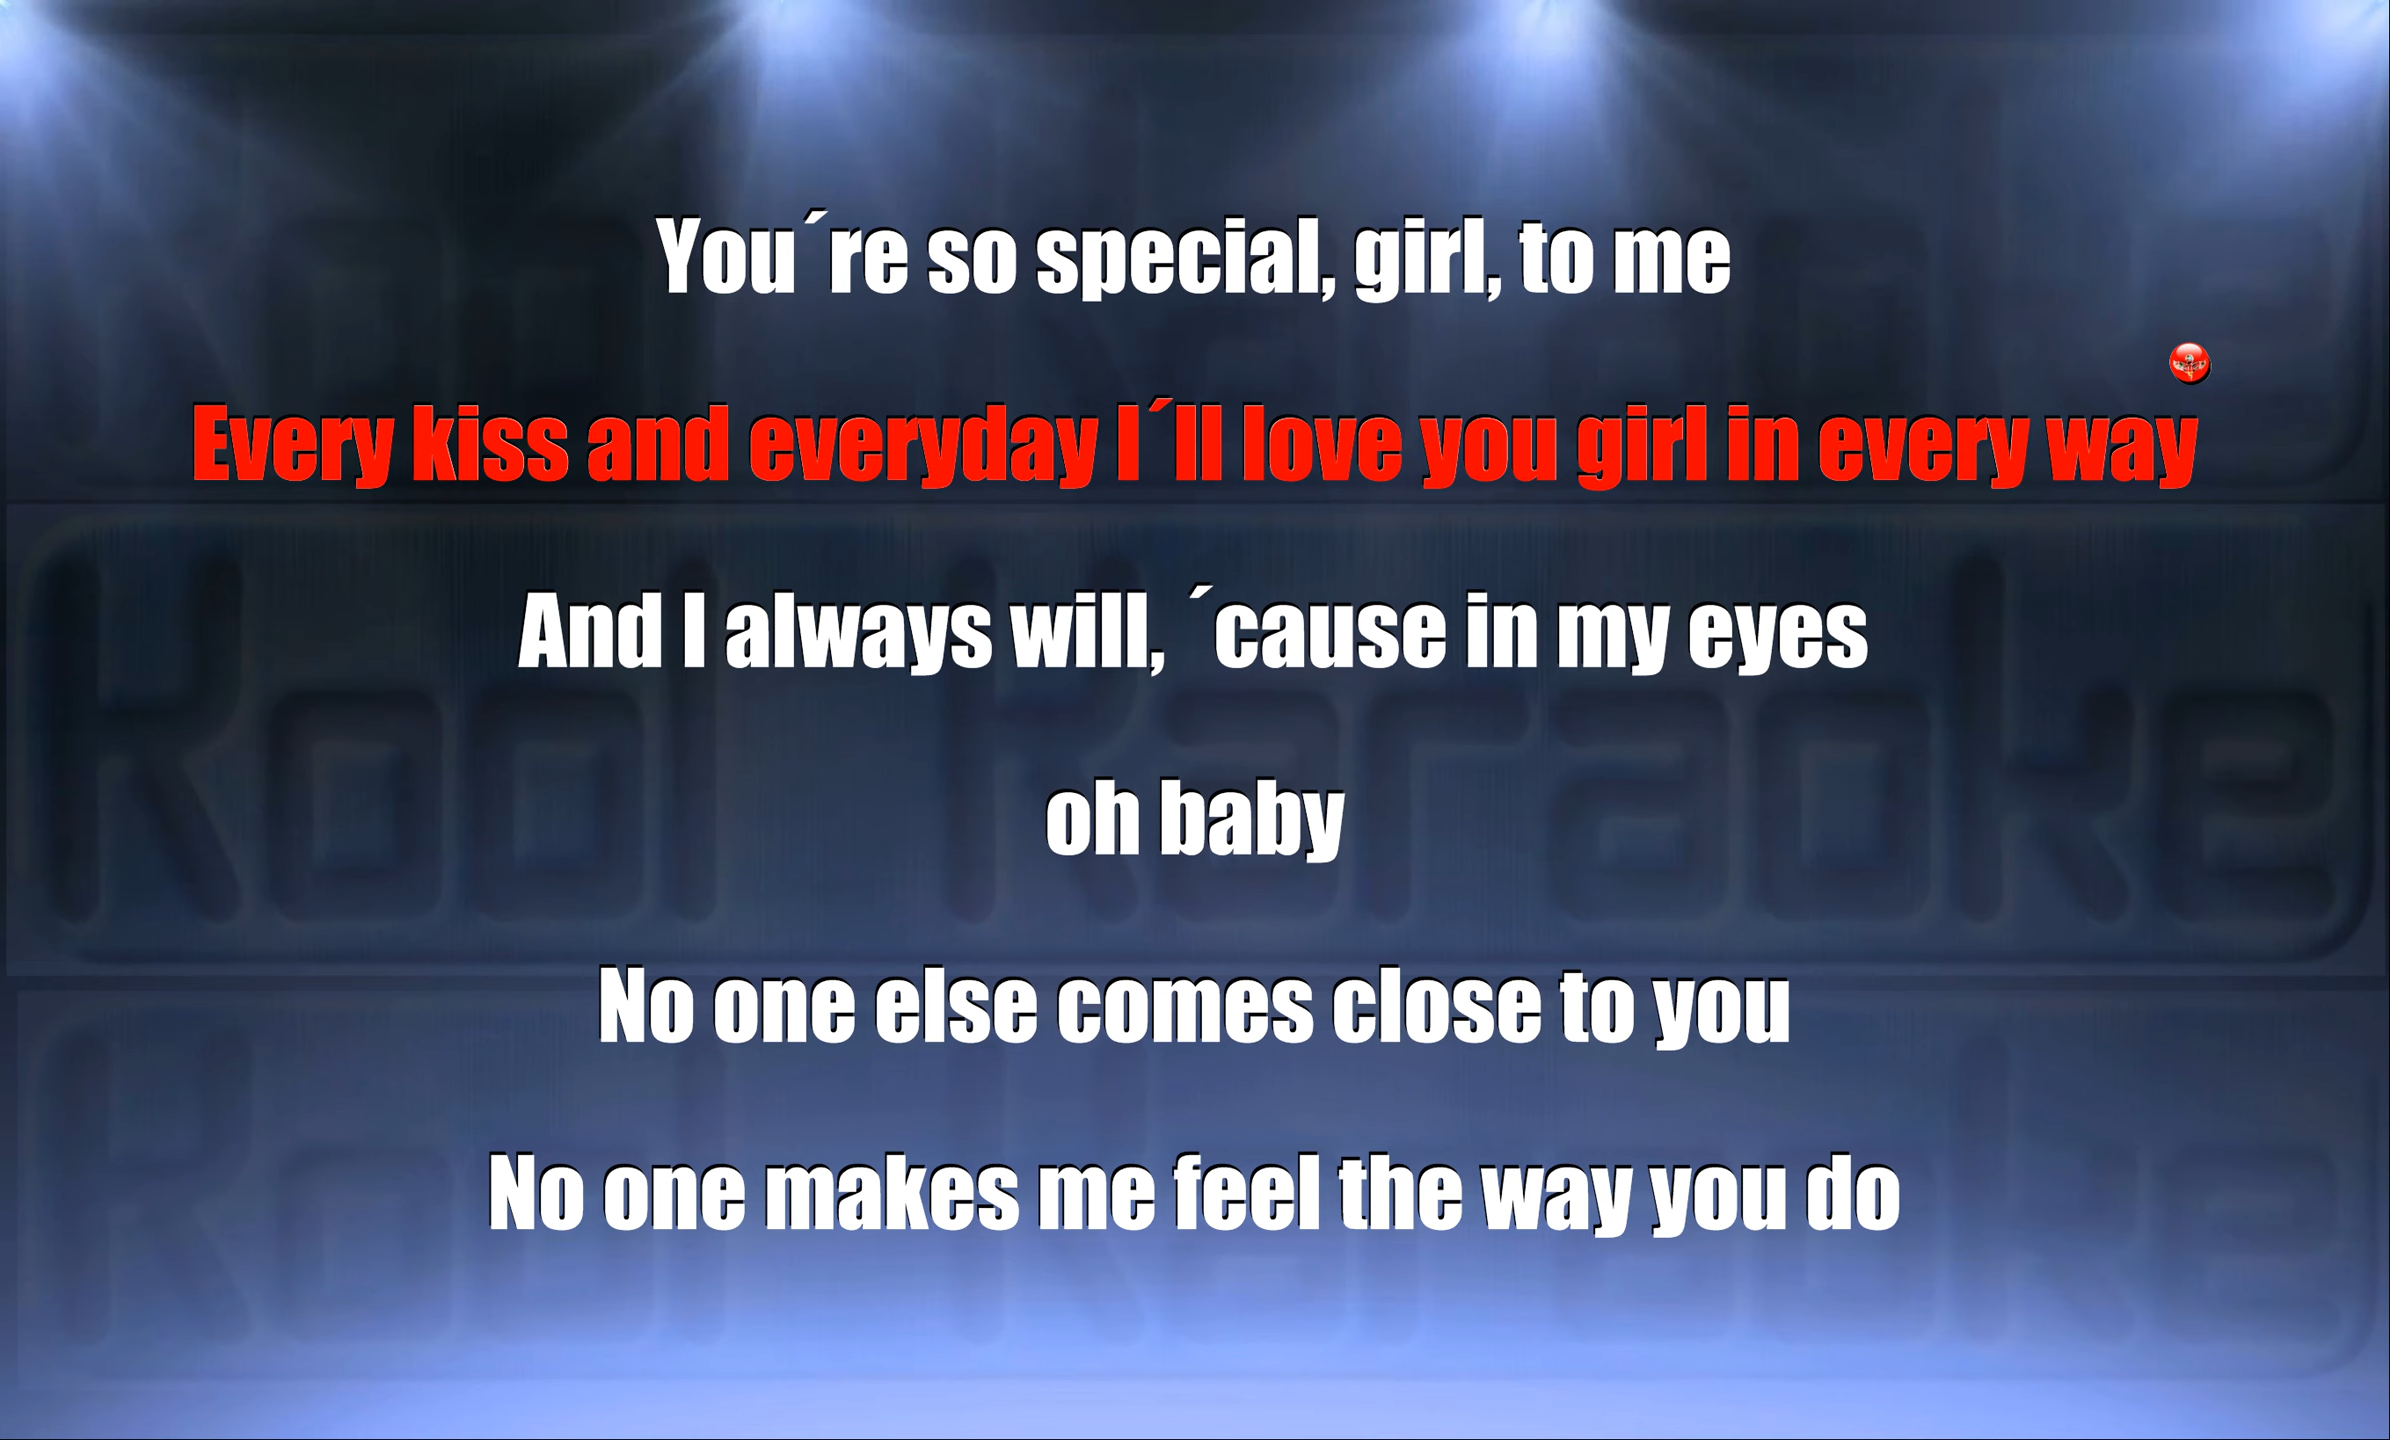 You´re so special, girl, to me
Every kiss and everyday I´ll love you girl in every way
And I always will, ´cause in my eyes
oh baby
No one else comes close to you
No one makes me feel the way you do
Kool Karaoke